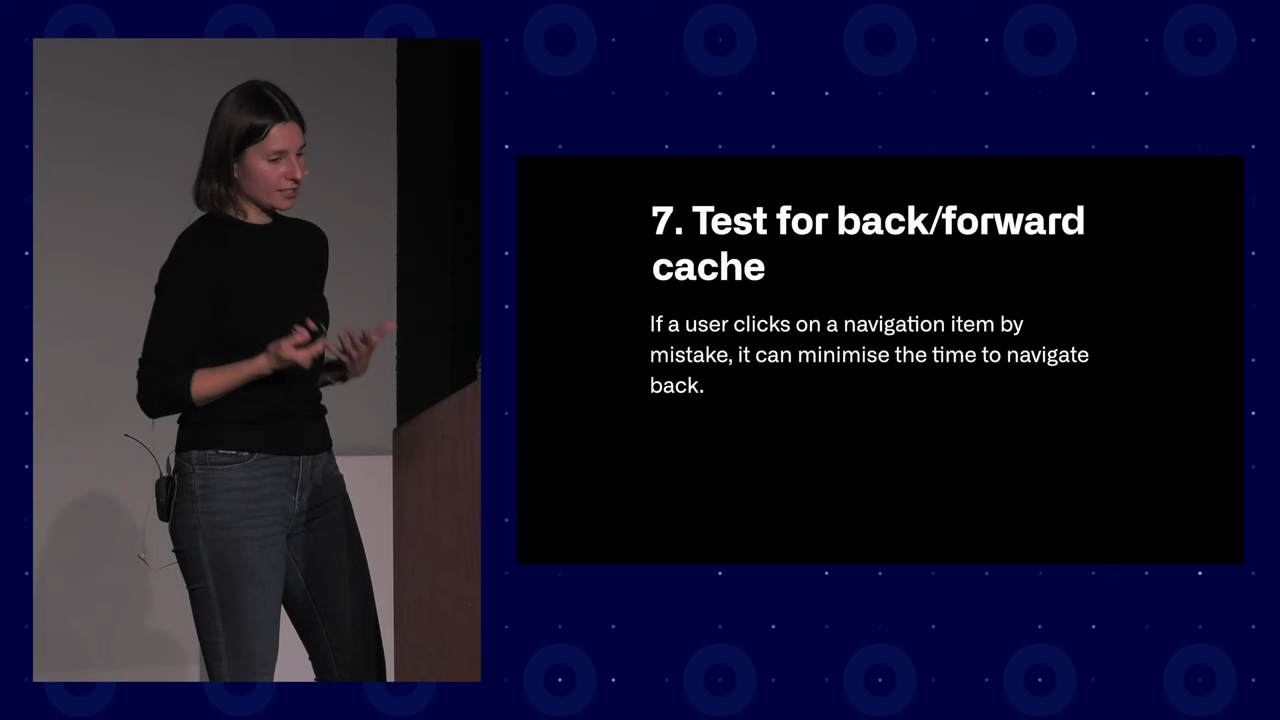 7. Test for back/forward
cache
If a user clicks on a navigation item by
mistake, it can minimise the time to navigate
back.